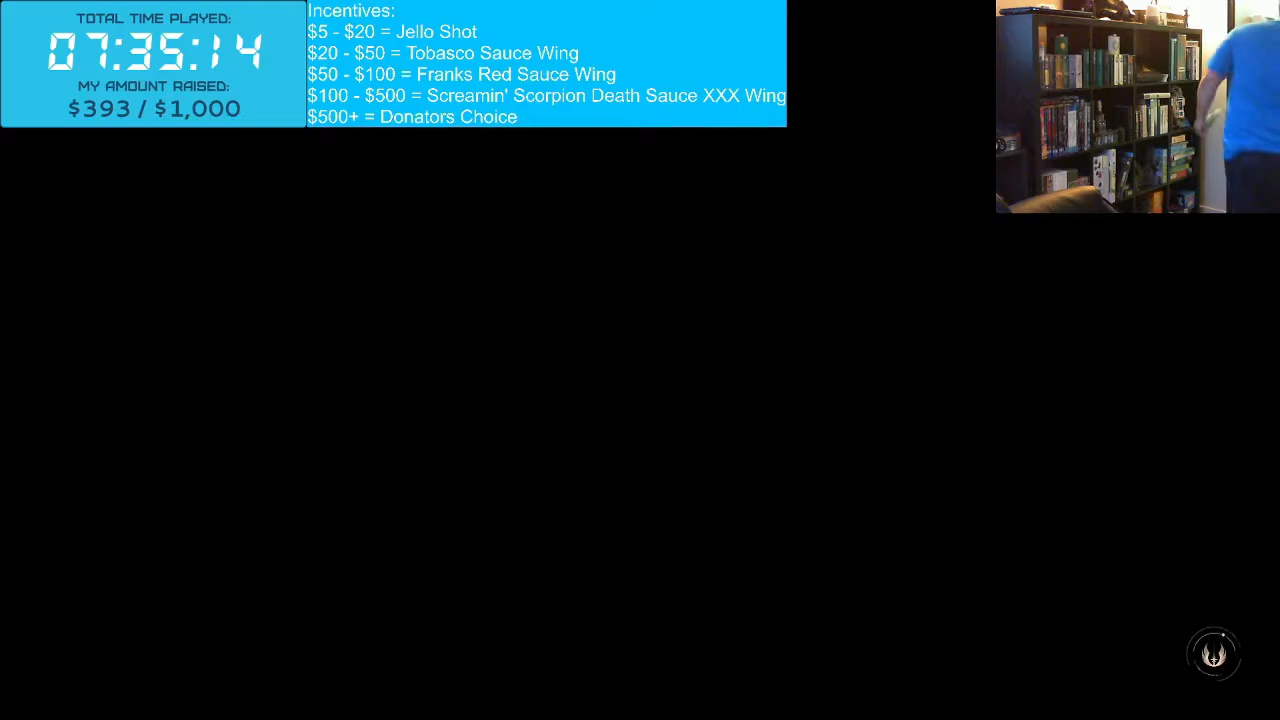 TOTAL TIME PLAYED:
07:35:14
MY AMOUNT RAISED:
$393 / $1,000
Incentives:
$5 - $20 = Jello Shot
$20 - $50 = Tobasco Sauce Wing
$50 - $100 = Franks Red Sauce Wing
$100 - $500 = Screamin' Scorpion Death Sauce XXX Wing
$500+ = Donators Choice